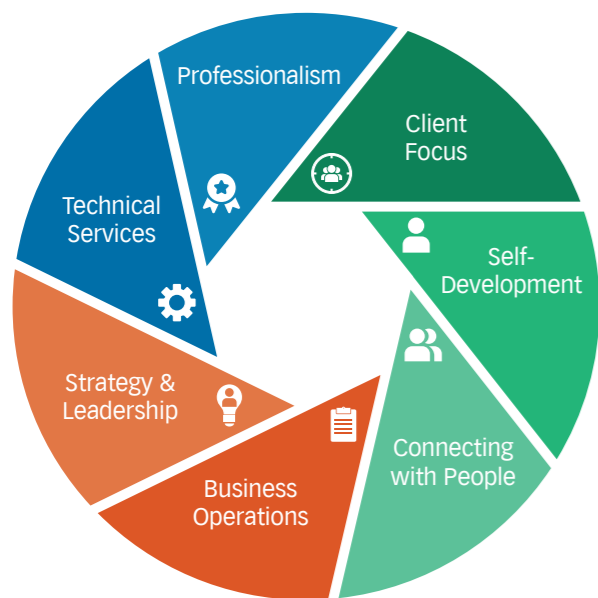 Professionalism
Client
Focus
Self-
Development
Connecting
with People
Business
Operations
Strategy &
Leadership
Technical
Services